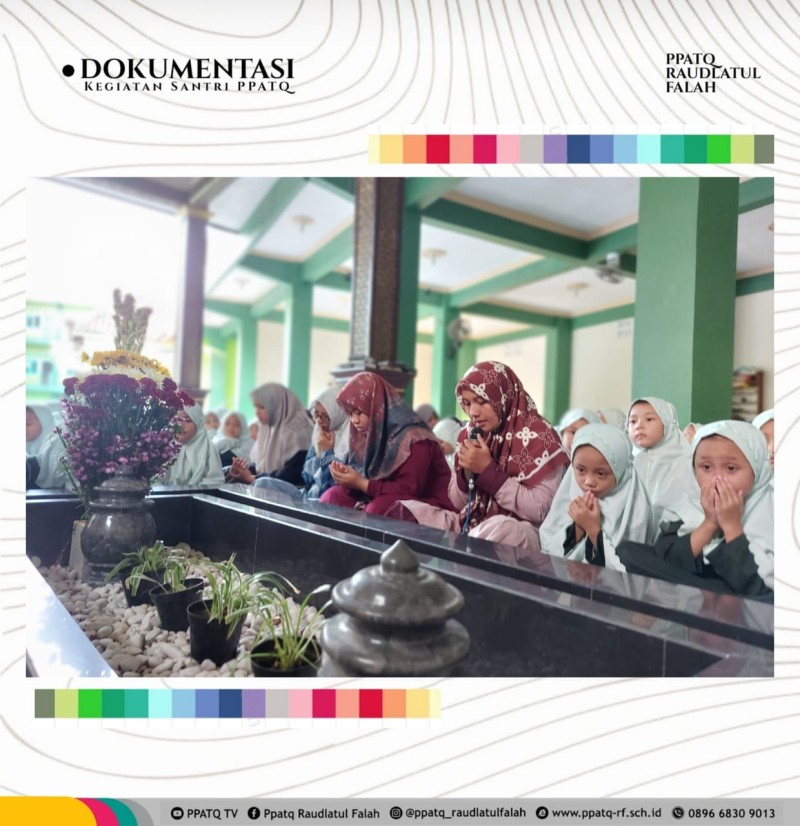 DOKUMENTASI
Kegiatan Santri PPATQ
PPATQ
RAUDLATUL
FALAH
PPATQ TV Ppatq Raudlatul Falah @ppatq_raudlatulfalah www.ppatq-rf.sch.id 0896 6830 9013